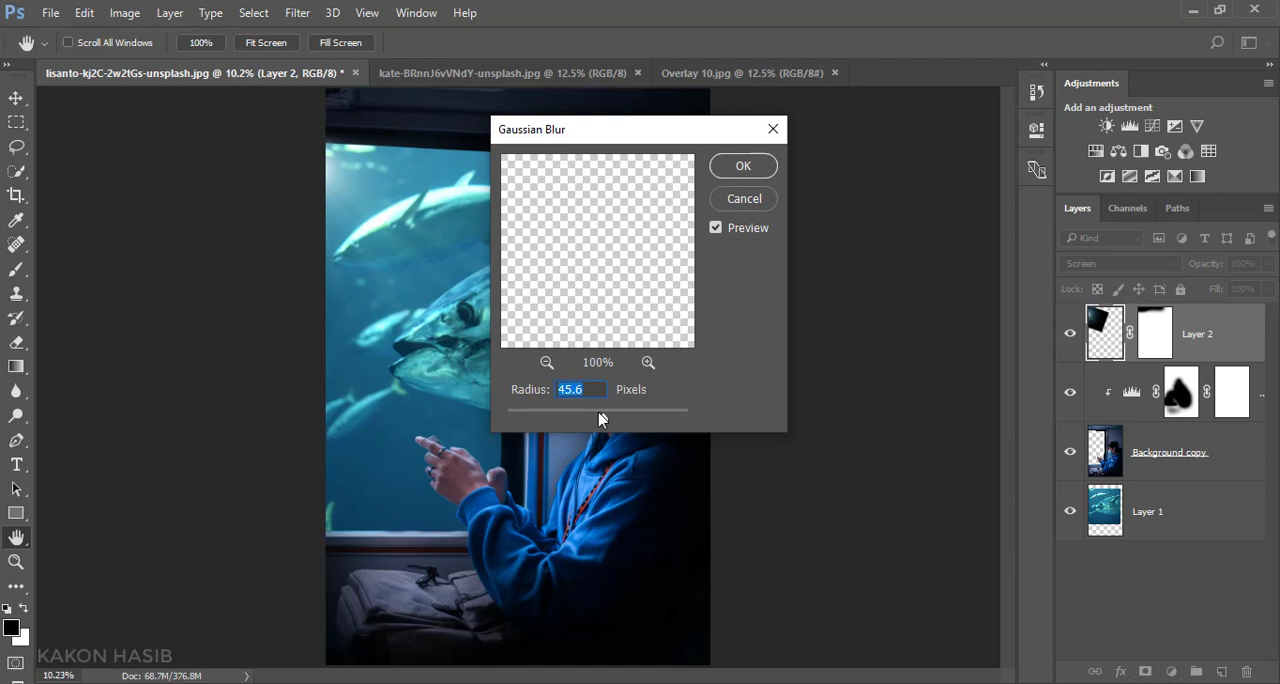 Ps File Edit Image Layer Type Select Filter 3D View Window Help
Scroll All Windows 100% Fit Screen Fill Screen
lisanto-kj2C-2w2tGs-unsplash.jpg @ 10.2% (Layer 2, RGB/8) * × kate-BRnnJ6vVNdY-unsplash.jpg @ 12.5% (RGB/8) × Overlay 10.jpg @ 12.5% (RGB/8#) ×
Gaussian Blur
OK
Cancel
Preview
100%
Radius: 45.6 Pixels
Adjustments
Add an adjustment
Layers Channels Paths
Kind
Screen Opacity: 100%
Lock: Fill: 100%
Layer 2
Background copy
Layer 1
KAKON HASIB
10.23% Doc: 68.7M/376.8M